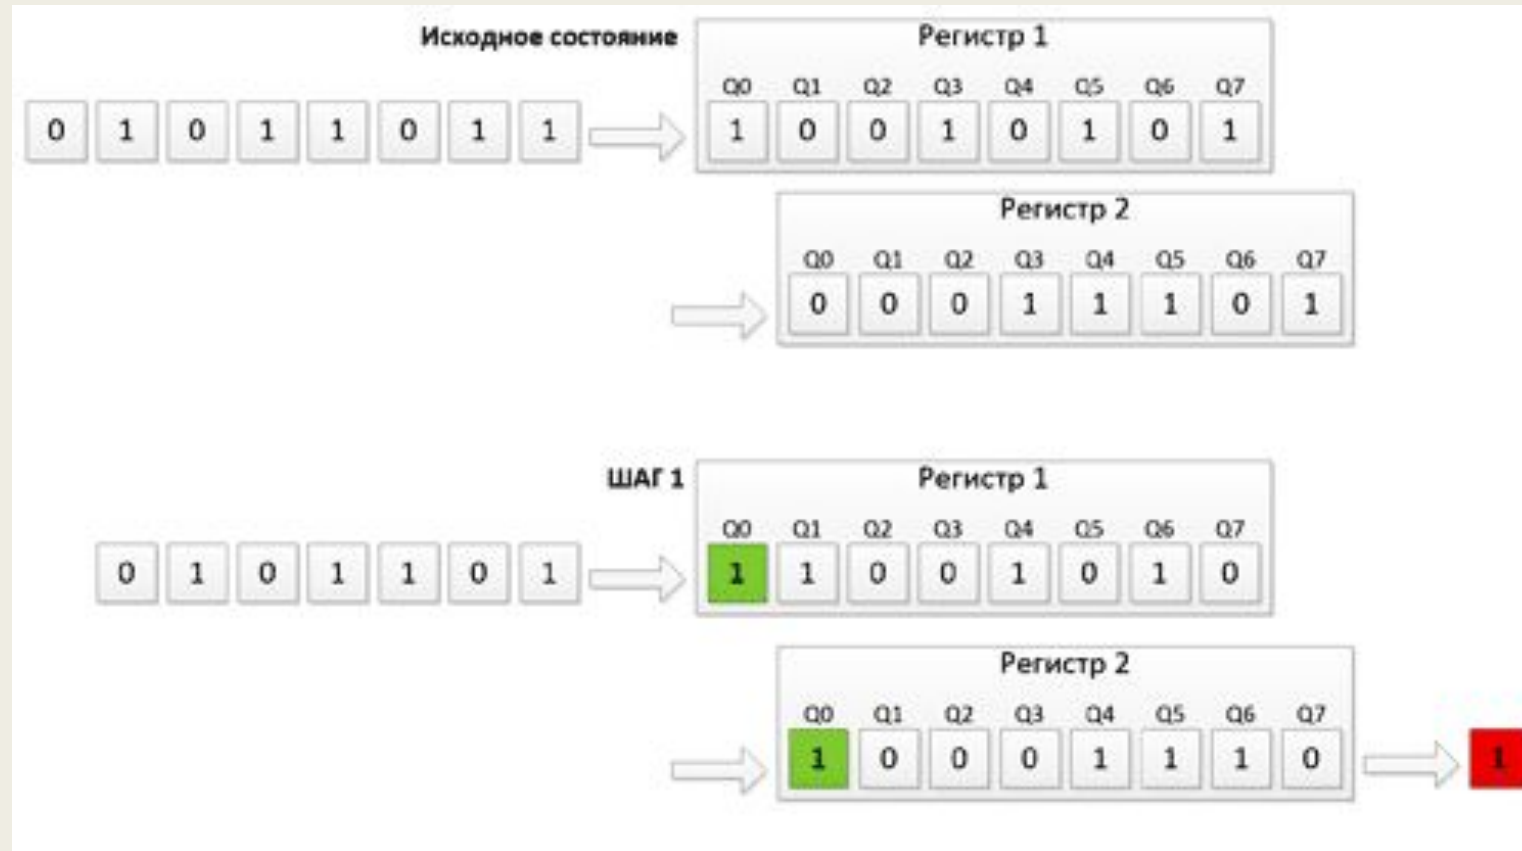 Исходное состояние
Регистр 1
Q0 Q1 Q2 Q3 Q4 Q5 Q6 Q7
0 1 0 1 1 0 1 1 1 0 0 1 0 1 0 1
Регистр 2
Q0 Q1 Q2 Q3 Q4 Q5 Q6 Q7
0 0 0 1 1 1 0 1
ШАГ 1
Регистр 1
Q0 Q1 Q2 Q3 Q4 Q5 Q6 Q7
0 1 0 1 1 0 1 1 1 0 0 1 0 1 0
Регистр 2
Q0 Q1 Q2 Q3 Q4 Q5 Q6 Q7
1 0 0 0 1 1 1 0 1